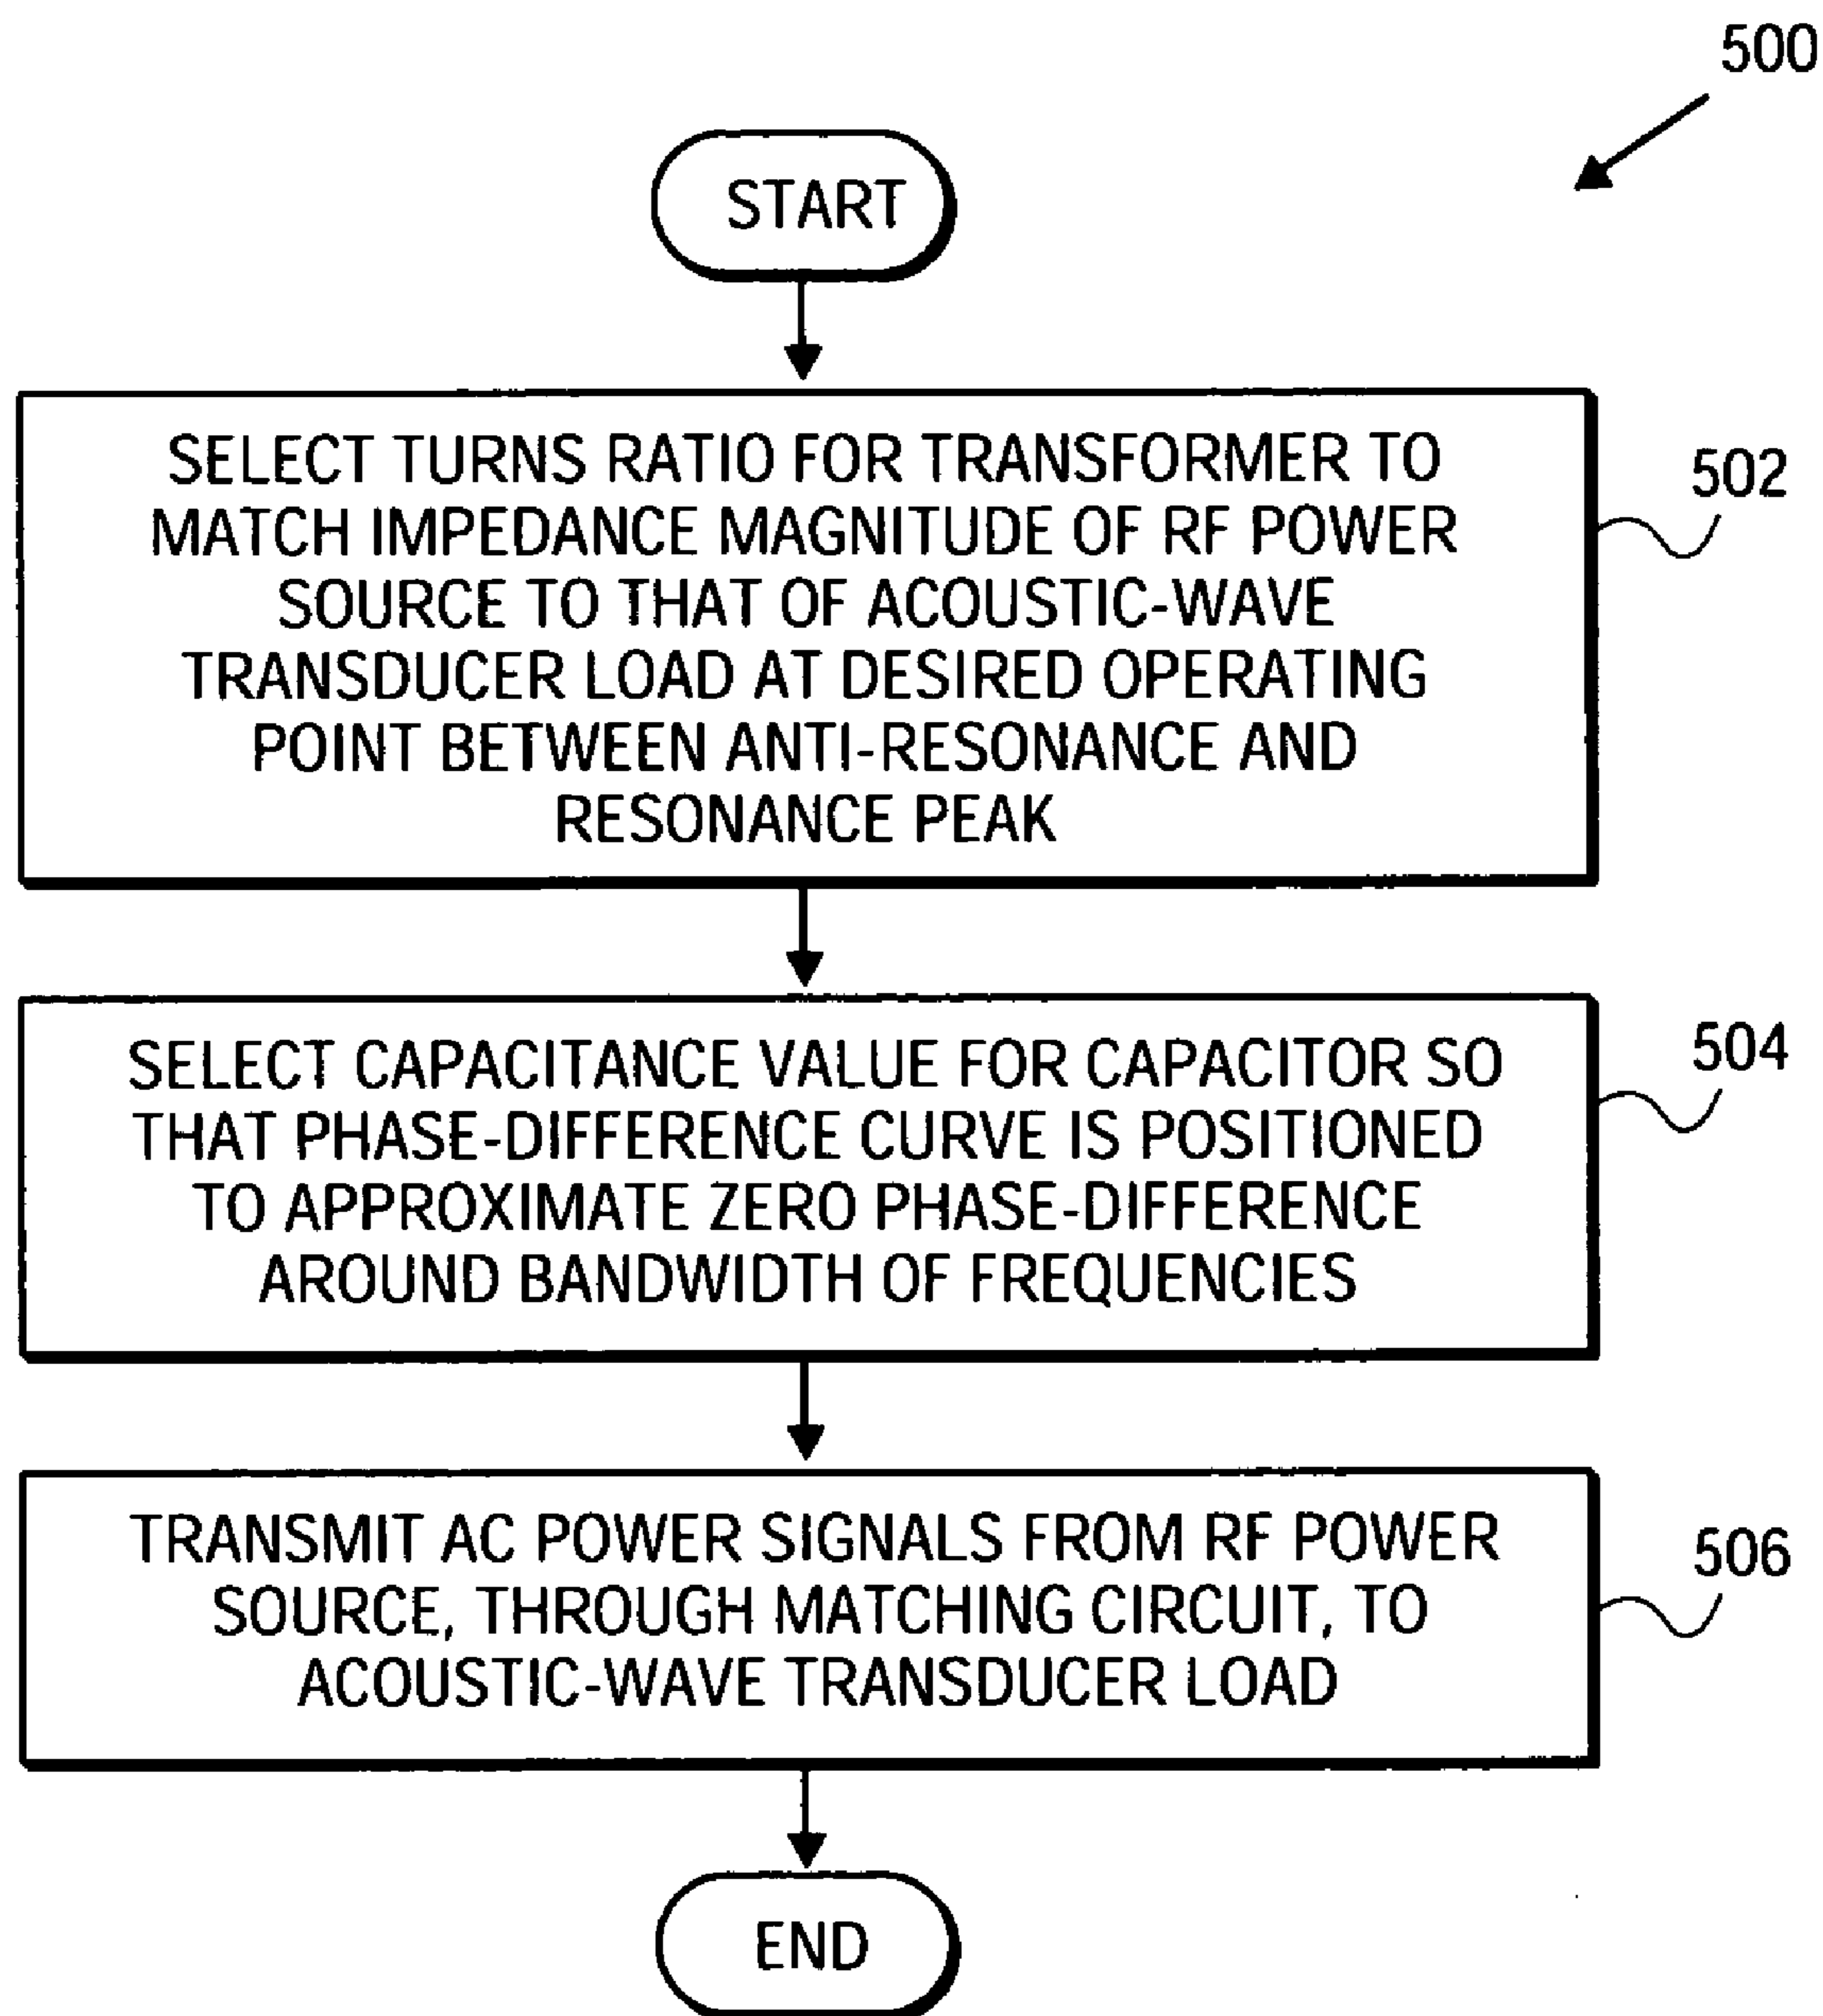 500
START
SELECT TURNS RATIO FOR TRANSFORMER TO
MATCH IMPEDANCE MAGNITUDE OF RF POWER
SOURCE TO THAT OF ACOUSTIC-WAVE
TRANSDUCER LOAD AT DESIRED OPERATING
POINT BETWEEN ANTI-RESONANCE AND
RESONANCE PEAK
502
SELECT CAPACITANCE VALUE FOR CAPACITOR SO
THAT PHASE-DIFFERENCE CURVE IS POSITIONED
TO APPROXIMATE ZERO PHASE-DIFFERENCE
AROUND BANDWIDTH OF FREQUENCIES
504
TRANSMIT AC POWER SIGNALS FROM RF POWER
SOURCE, THROUGH MATCHING CIRCUIT, TO
ACOUSTIC-WAVE TRANSDUCER LOAD
506
END